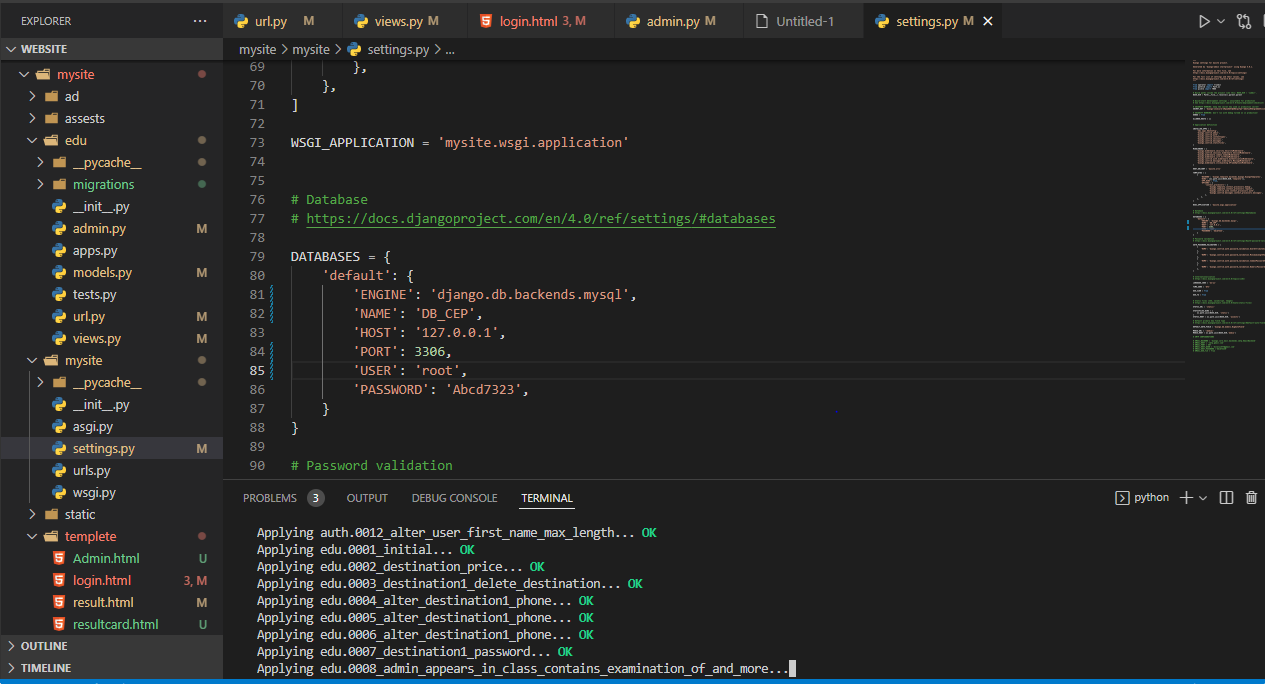 EXPLORER
WEBSITE
mysite
ad
assests
edu
__pycache__
migrations
__init__.py
admin.py M
apps.py
models.py M
tests.py
url.py M
views.py M
mysite
__pycache__
__init__.py
asgi.py
settings.py M
urls.py
wsgi.py
static
templete
Admin.html U
login.html 3, M
result.html M
resultcard.html U
OUTLINE
TIMELINE
url.py M views.py M login.html 3, M admin.py M Untitled-1 settings.py M
mysite > mysite > settings.py > ...
69 },
70 },
71 ]
72
73 WSGI_APPLICATION = 'mysite.wsgi.application'
74
75
76 # Database
77 # https://docs.djangoproject.com/en/4.0/ref/settings/#databases
78
79 DATABASES = {
80 'default': {
81 'ENGINE': 'django.db.backends.mysql',
82 'NAME': 'DB_CEP',
83 'HOST': '127.0.0.1',
84 'PORT': 3306,
85 'USER': 'root',
86 'PASSWORD': 'Abcd7323',
87 }
88 }
89
90 # Password validation
PROBLEMS 3 OUTPUT DEBUG CONSOLE TERMINAL python
Applying auth.0012_alter_user_first_name_max_length... OK
Applying edu.0001_initial... OK
Applying edu.0002_destination_price... OK
Applying edu.0003_destination1_delete_destination... OK
Applying edu.0004_alter_destination1_phone... OK
Applying edu.0005_alter_destination1_phone... OK
Applying edu.0006_alter_destination1_phone... OK
Applying edu.0007_destination1_password... OK
Applying edu.0008_admin_appears_in_class_contains_examination_of_and_more...